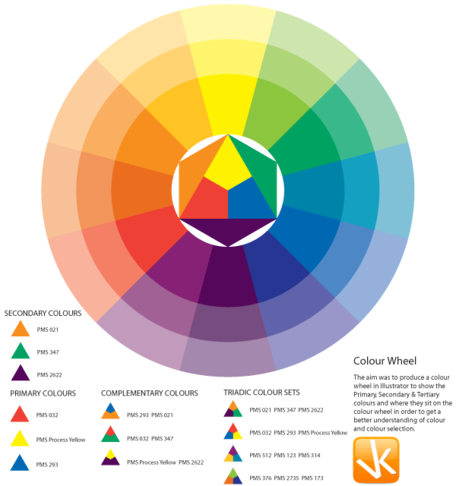 SECONDARY COLOURS
PMS 021
PMS 347
PMS 2622
PRIMARY COLOURS
PMS 032
PMS Process Yellow
PMS 293
COMPLEMENTARY COLOURS
PMS 293 PMS 021
PMS 032 PMS 347
PMS Process Yellow PMS 2622
TRIADIC COLOUR SETS
PMS 021 PMS 347 PMS 2622
PMS 032 PMS 293 PMS Process Yellow
PMS 512 PMS 123 PMS 314
PMS 376 PMS 2735 PMS 173
Colour Wheel
The aim was to produce a colour
wheel in Illustrator to show the
Primary, Secondary & Tertiary
colours and where they sit on the
colour wheel in order to get a
better understanding of colour
and colour selection.